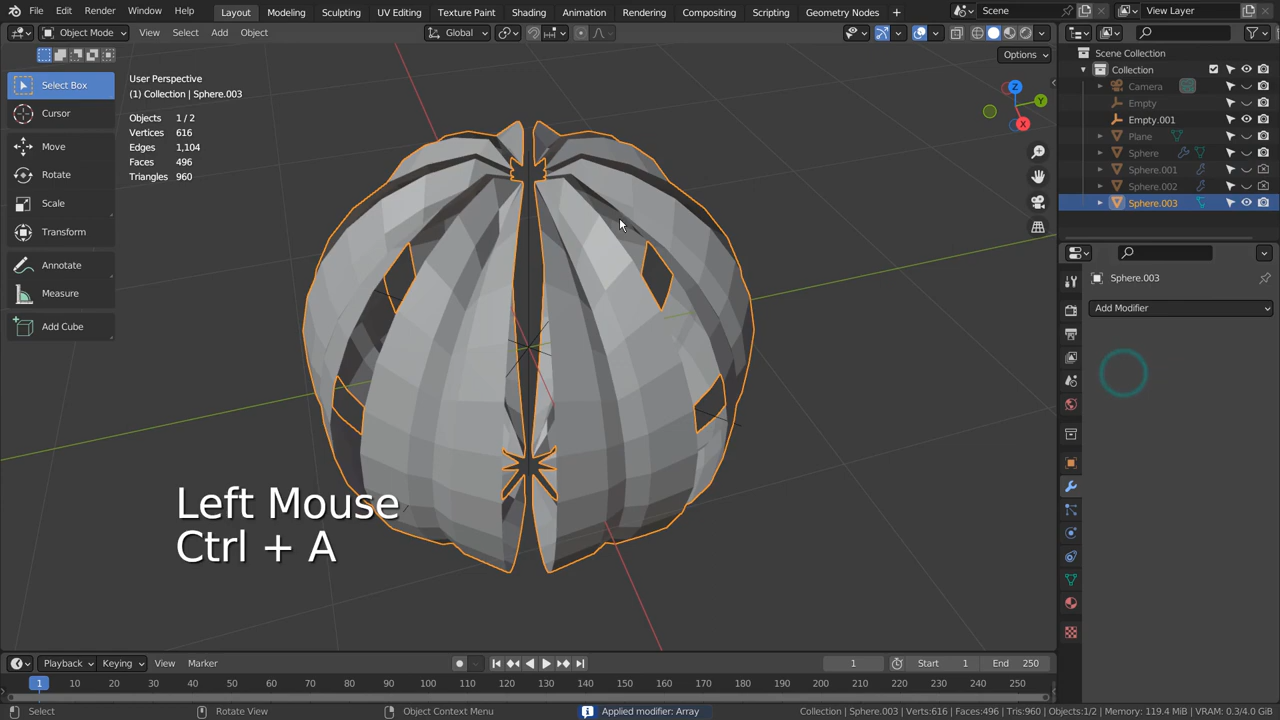 File Edit Render Window Help Layout Modeling Sculpting UV Editing Texture Paint Shading Animation Rendering Compositing Scripting Geometry Nodes + Scene View Layer
Object Mode View Select Add Object Global
Options
Select Box
Cursor
Move
Rotate
Scale
Transform
Annotate
Measure
Add Cube
User Perspective
(1) Collection | Sphere.003
Objects 1 / 2
Vertices 616
Edges 1,104
Faces 496
Triangles 960
Z
Y
X
Left Mouse
Ctrl + A
Scene Collection
Collection
Camera
Empty
Empty.001
Plane
Sphere
Sphere.001
Sphere.002
Sphere.003
Sphere.003
Add Modifier
Playback Keying View Marker 1 Start 1 End 250
1 10 20 30 40 50 60 70 80 90 100 110 120 130 140 150 160 170 180 190 200 210 220 230 240 250
Select Rotate View Object Context Menu Applied modifier: Array Collection | Sphere.003 | Verts:616 | Faces:496 | Tris:960 | Objects:1/2 | Memory: 119.4 MiB | VRAM: 0.3/4.0 GiB